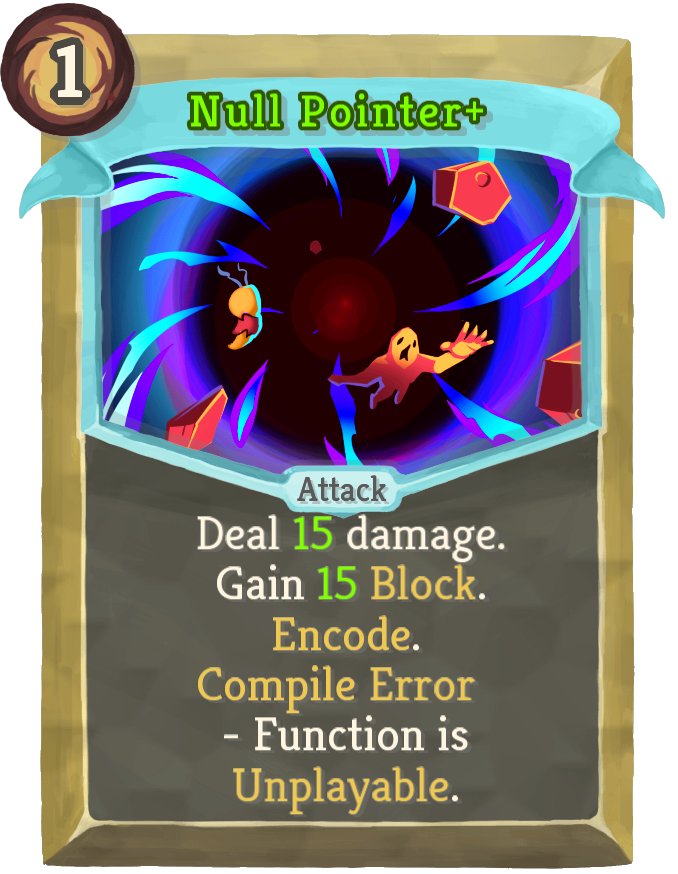 1
Null Pointer+
Attack
Deal 15 damage.
Gain 15 Block.
Encode.
Compile Error
- Function is
Unplayable.